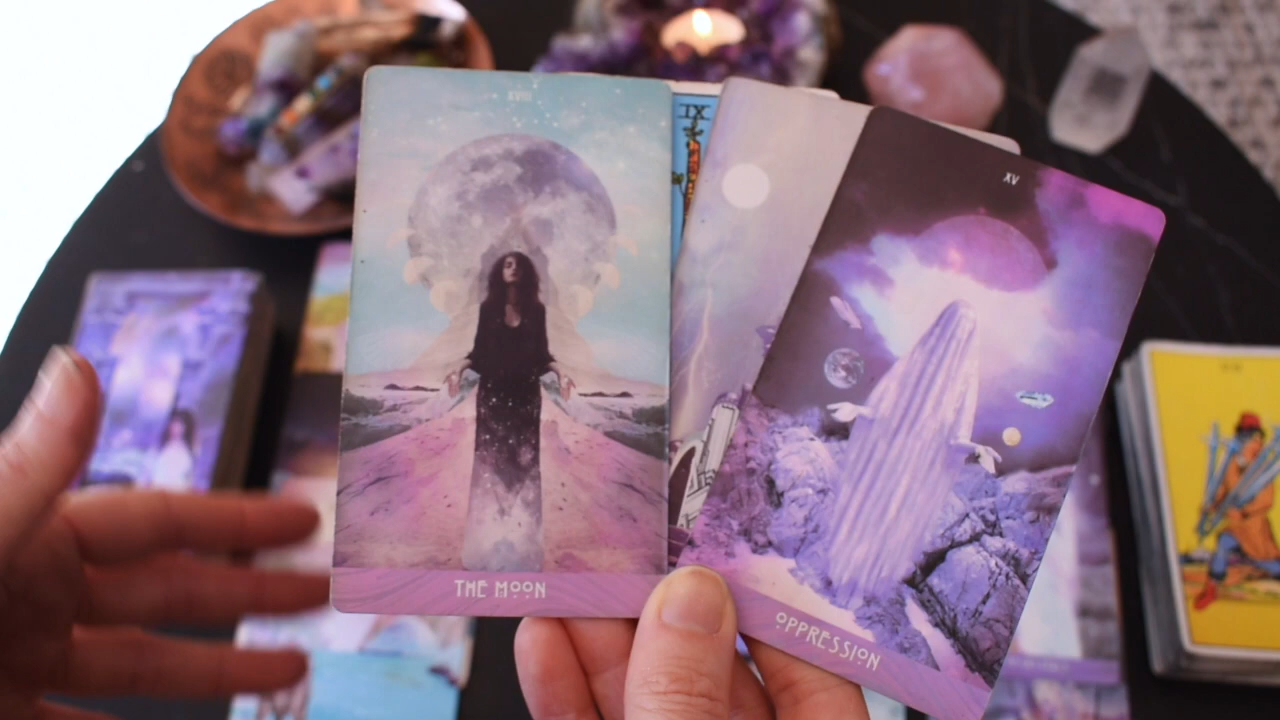 XVIII
IX
XV
THE MOON
OPPRESSION